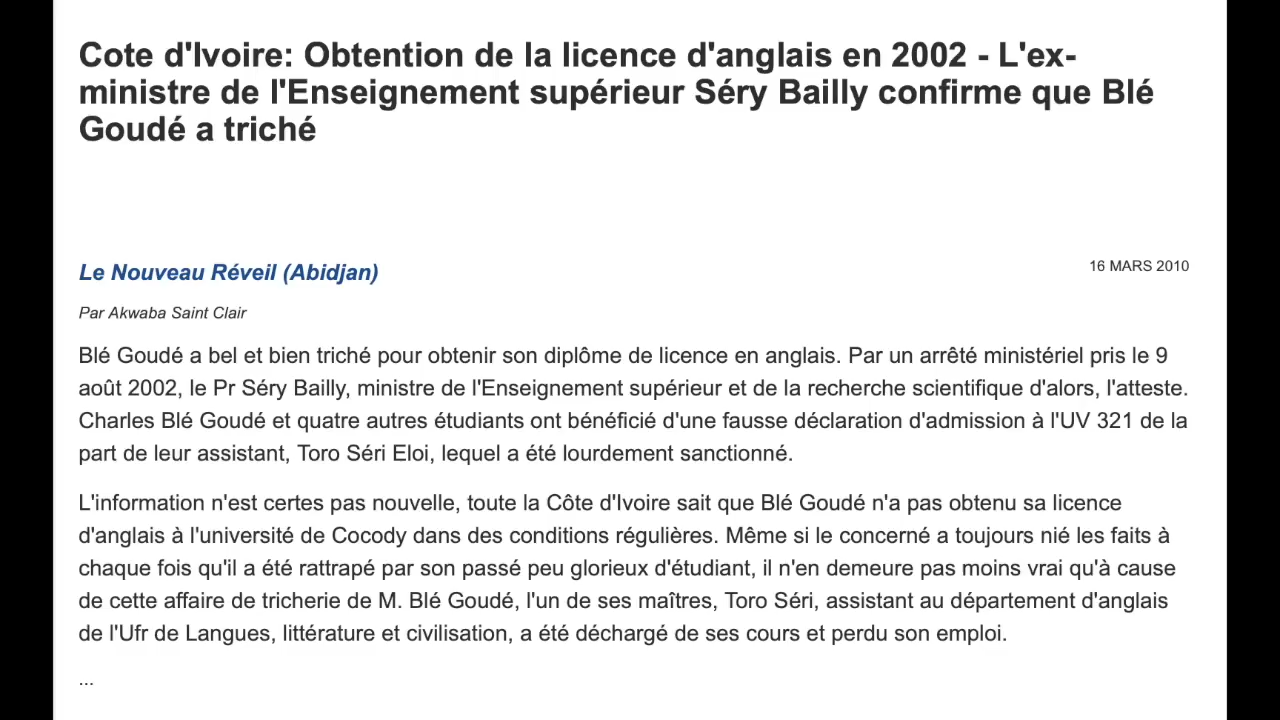 Cote d'Ivoire: Obtention de la licence d'anglais en 2002 - L'ex-
ministre de l'Enseignement supérieur Séry Bailly confirme que Blé
Goudé a triché
Le Nouveau Réveil (Abidjan)
16 MARS 2010
Par Akwaba Saint Clair
Blé Goudé a bel et bien triché pour obtenir son diplôme de licence en anglais. Par un arrêté ministériel pris le 9
août 2002, le Pr Séry Bailly, ministre de l'Enseignement supérieur et de la recherche scientifique d'alors, l'atteste.
Charles Blé Goudé et quatre autres étudiants ont bénéficié d'une fausse déclaration d'admission à l'UV 321 de la
part de leur assistant, Toro Séri Eloi, lequel a été lourdement sanctionné.
L'information n'est certes pas nouvelle, toute la Côte d'Ivoire sait que Blé Goudé n'a pas obtenu sa licence
d'anglais à l'université de Cocody dans des conditions régulières. Même si le concerné a toujours nié les faits à
chaque fois qu'il a été rattrapé par son passé peu glorieux d'étudiant, il n'en demeure pas moins vrai qu'à cause
de cette affaire de tricherie de M. Blé Goudé, l'un de ses maîtres, Toro Séri, assistant au département d'anglais
de l'Ufr de Langues, littérature et civilisation, a été déchargé de ses cours et perdu son emploi.
...